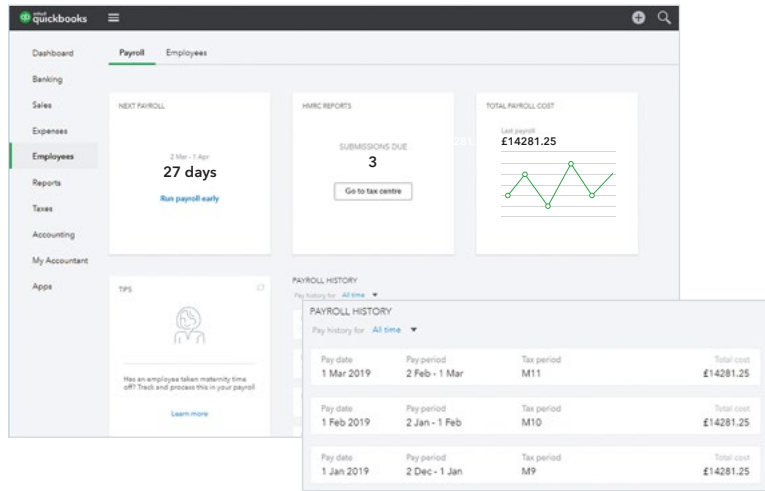 intuit quickbooks
Dashboard
Banking
Sales
Expenses
Employees
Reports
Taxes
Accounting
My Accountant
Apps
Payroll Employees
NEXT PAYROLL
2 Mar - 1 Apr
27 days
Run payroll early
HMRC REPORTS
SUBMISSIONS DUE
3
Go to tax centre
TOTAL PAYROLL COST
281
Last payroll
£14281.25
TIPS
Has an employee taken maternity time
off? Track and process this in your payroll
Learn more
PAYROLL HISTORY
Pay history for All time
PAYROLL HISTORY
Pay history for All time
Pay date Pay period Tax period Total cost
1 Mar 2019 2 Feb - 1 Mar M11 £14281.25
Pay date Pay period Tax period Total cost
1 Feb 2019 2 Jan - 1 Feb M10 £14281.25
Pay date Pay period Tax period Total cost
1 Jan 2019 2 Dec - 1 Jan M9 £14281.25